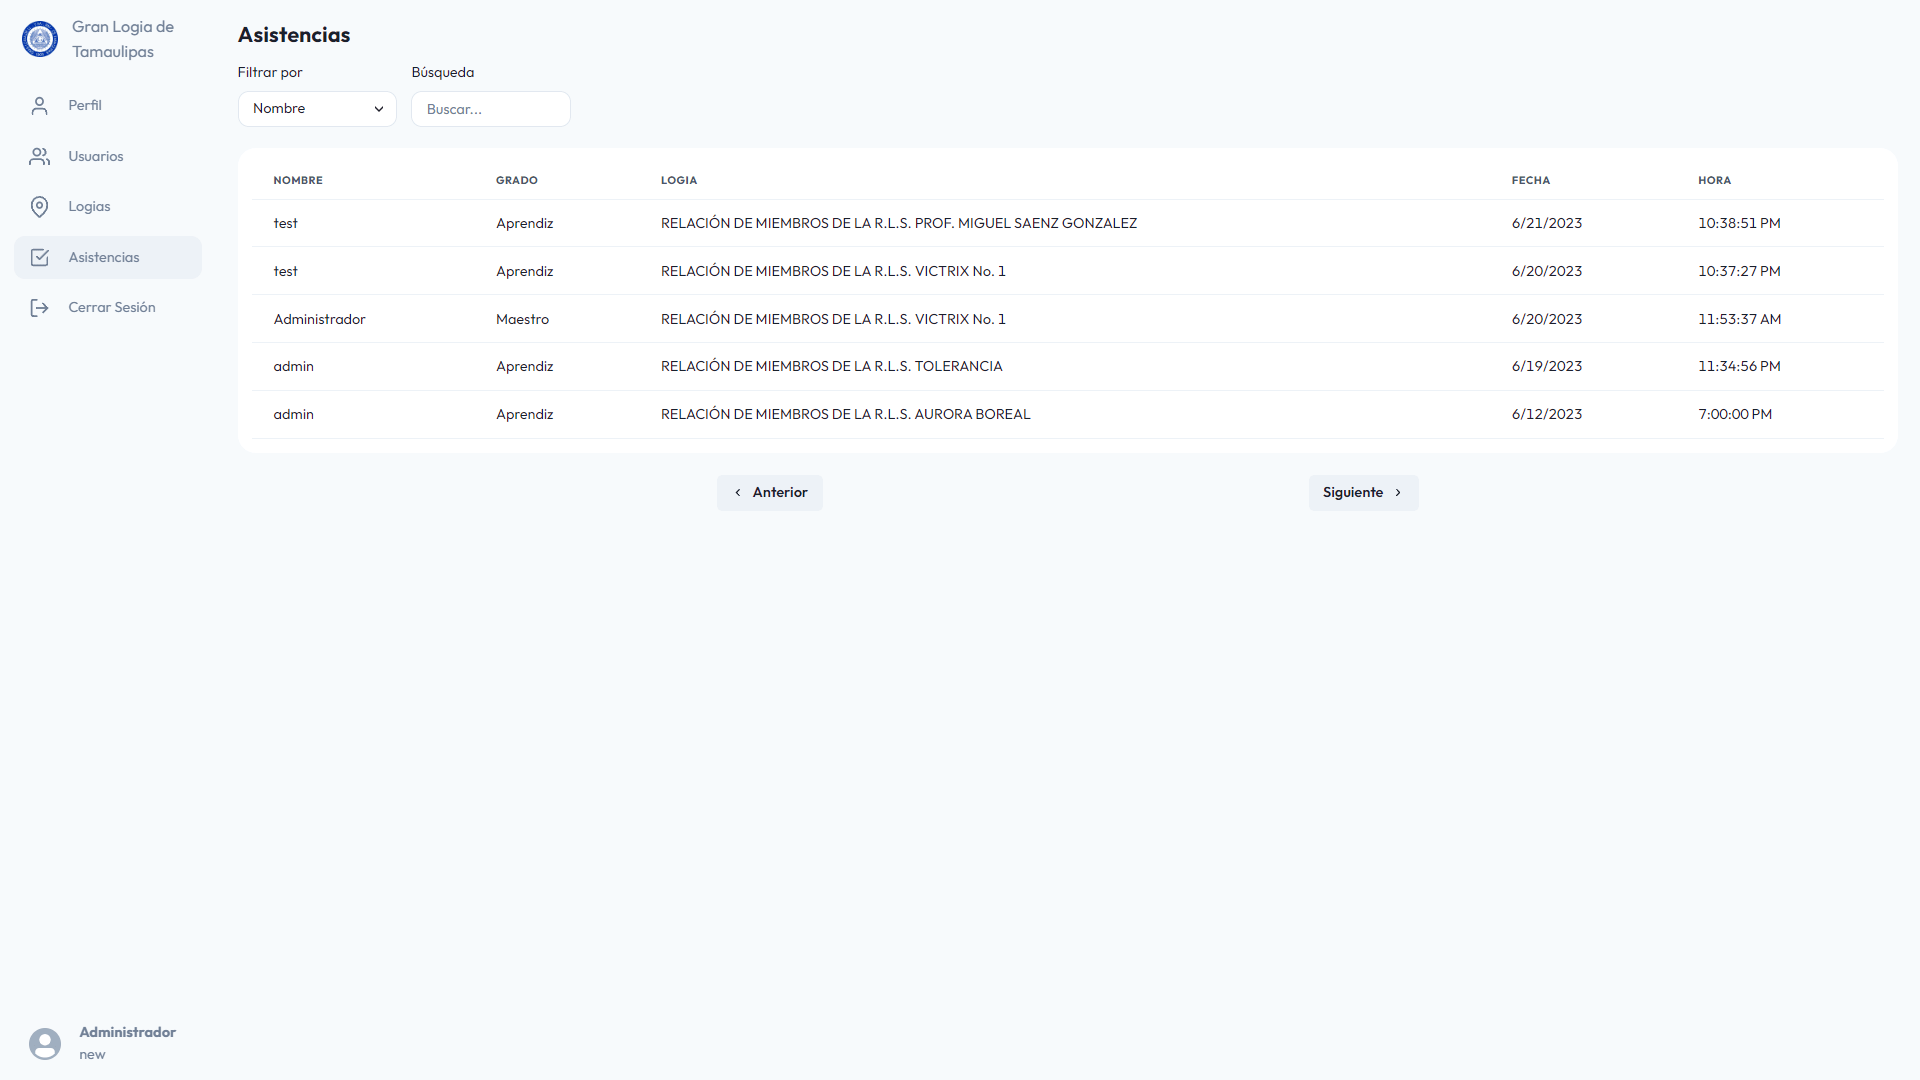 Gran Logia de
Tamaulipas
Perfil
Usuarios
Logias
Asistencias
Cerrar Sesión
Asistencias
Filtrar por Búsqueda
Nombre Buscar...
NOMBRE GRADO LOGIA FECHA HORA
test Aprendiz RELACIÓN DE MIEMBROS DE LA R.L.S. PROF. MIGUEL SAENZ GONZALEZ 6/21/2023 10:38:51 PM
test Aprendiz RELACIÓN DE MIEMBROS DE LA R.L.S. VICTRIX No. 1 6/20/2023 10:37:27 PM
Administrador Maestro RELACIÓN DE MIEMBROS DE LA R.L.S. VICTRIX No. 1 6/20/2023 11:53:37 AM
admin Aprendiz RELACIÓN DE MIEMBROS DE LA R.L.S. TOLERANCIA 6/19/2023 11:34:56 PM
admin Aprendiz RELACIÓN DE MIEMBROS DE LA R.L.S. AURORA BOREAL 6/12/2023 7:00:00 PM
Anterior Siguiente
Administrador
new